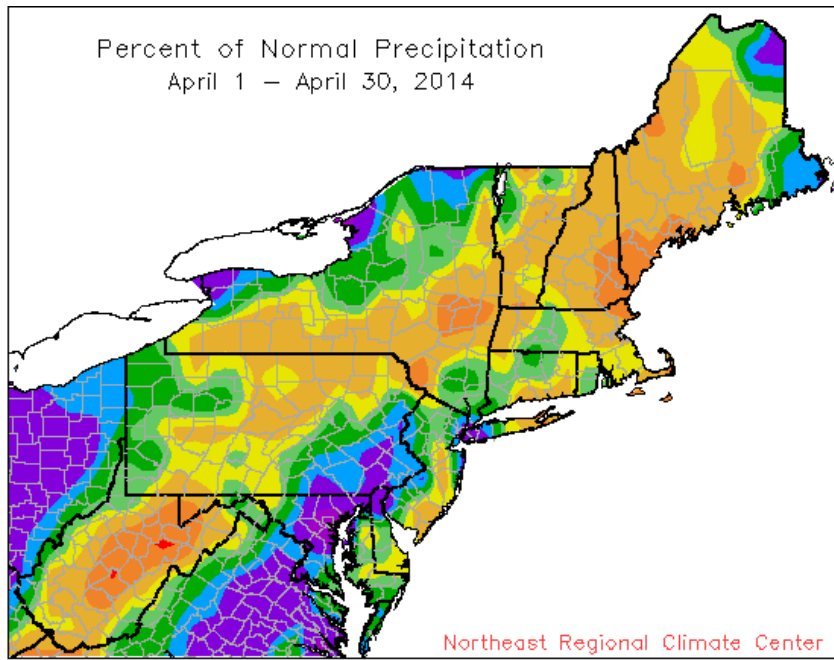 Percent of Normal Precipitation
April 1 – April 30, 2014
Northeast Regional Climate Center